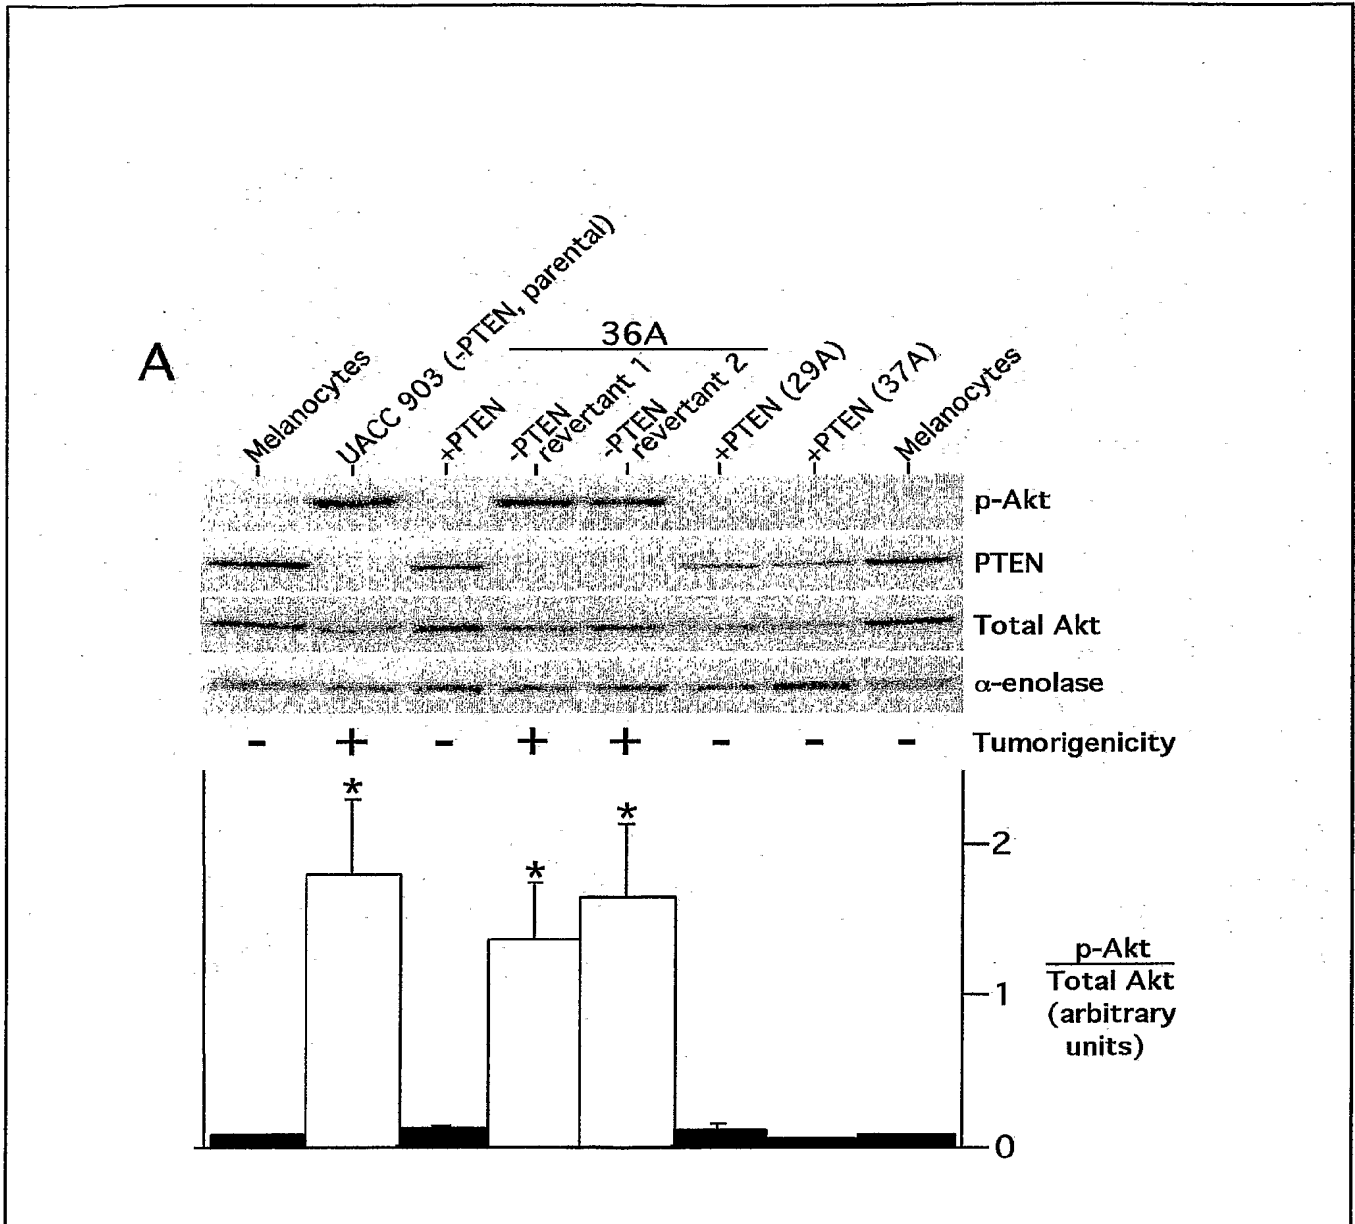 A
Melanocytes
UACC 903 (-PTEN, parental)
36A
+PTEN
-PTEN
revertant 1
-PTEN
revertant 2
+PTEN (29A)
+PTEN (37A)
Melanocytes
p-Akt
PTEN
Total Akt
α-enolase
- + - + + - - - Tumorigenicity
* * *
2
1
0
p-Akt
Total Akt
(arbitrary
units)